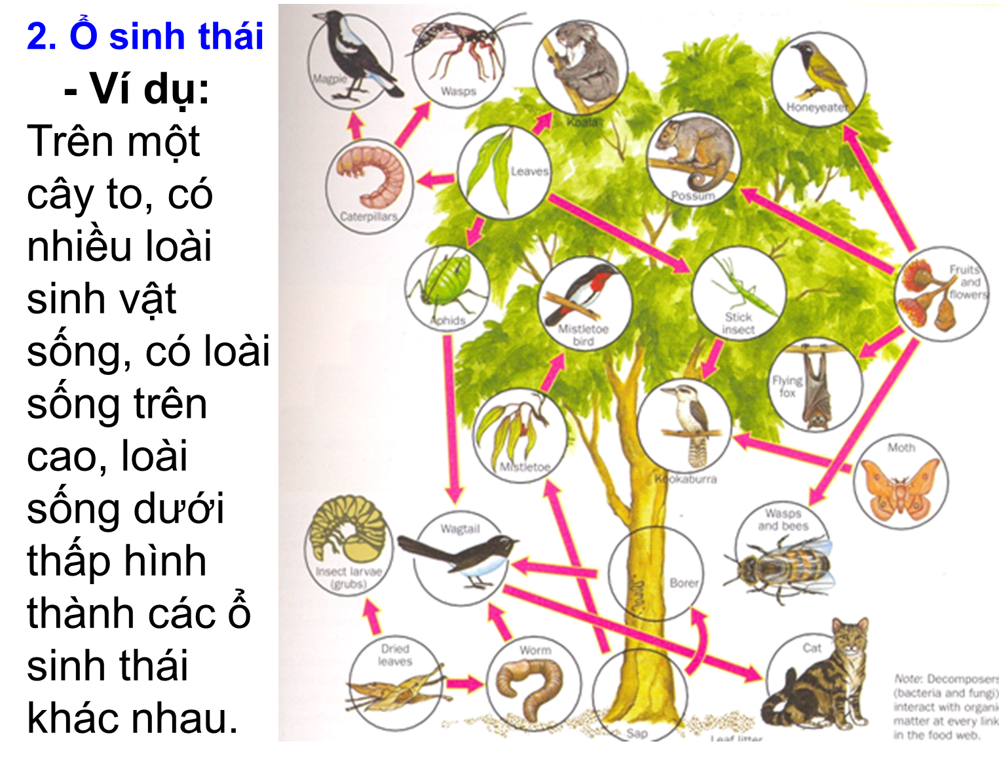 2. Ổ sinh thái
- Ví dụ:
Trên một
cây to, có
nhiều loài
sinh vật
sống, có loài
sống trên
cao, loài
sống dưới
thấp hình
thành các ổ
sinh thái
khác nhau.
Magpie
Wasps
Koala
Honeyeater
Leaves
Possum
Caterpillars
Fruits
and
flowers
Aphids
Mistletoe
bird
Stick
insect
Flying
fox
Mistletoe
Kookaburra
Moth
Wasps
and bees
Wagtail
Insect larvae
(grubs)
Borer
Dried
leaves
Worm
Cat
Sap
Leaf litter
Note: Decomposers
(bacteria and fungi)
interact with organi
matter at every link
in the food web.